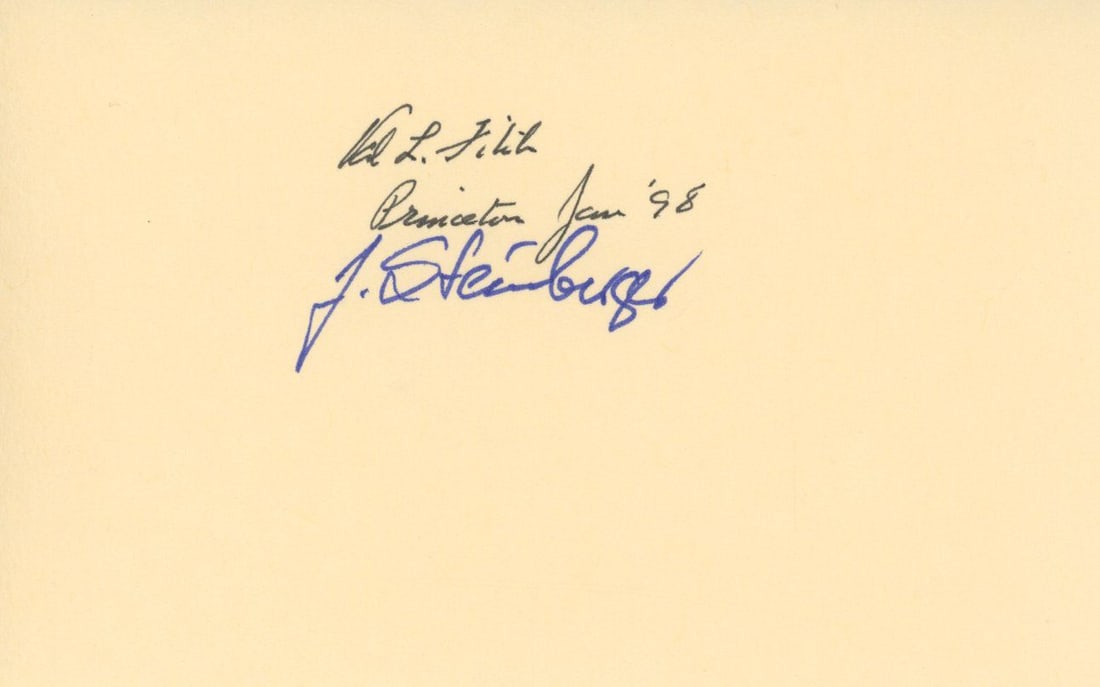 Val L. Fitch
Princeton Jan '98
J. Steinberger